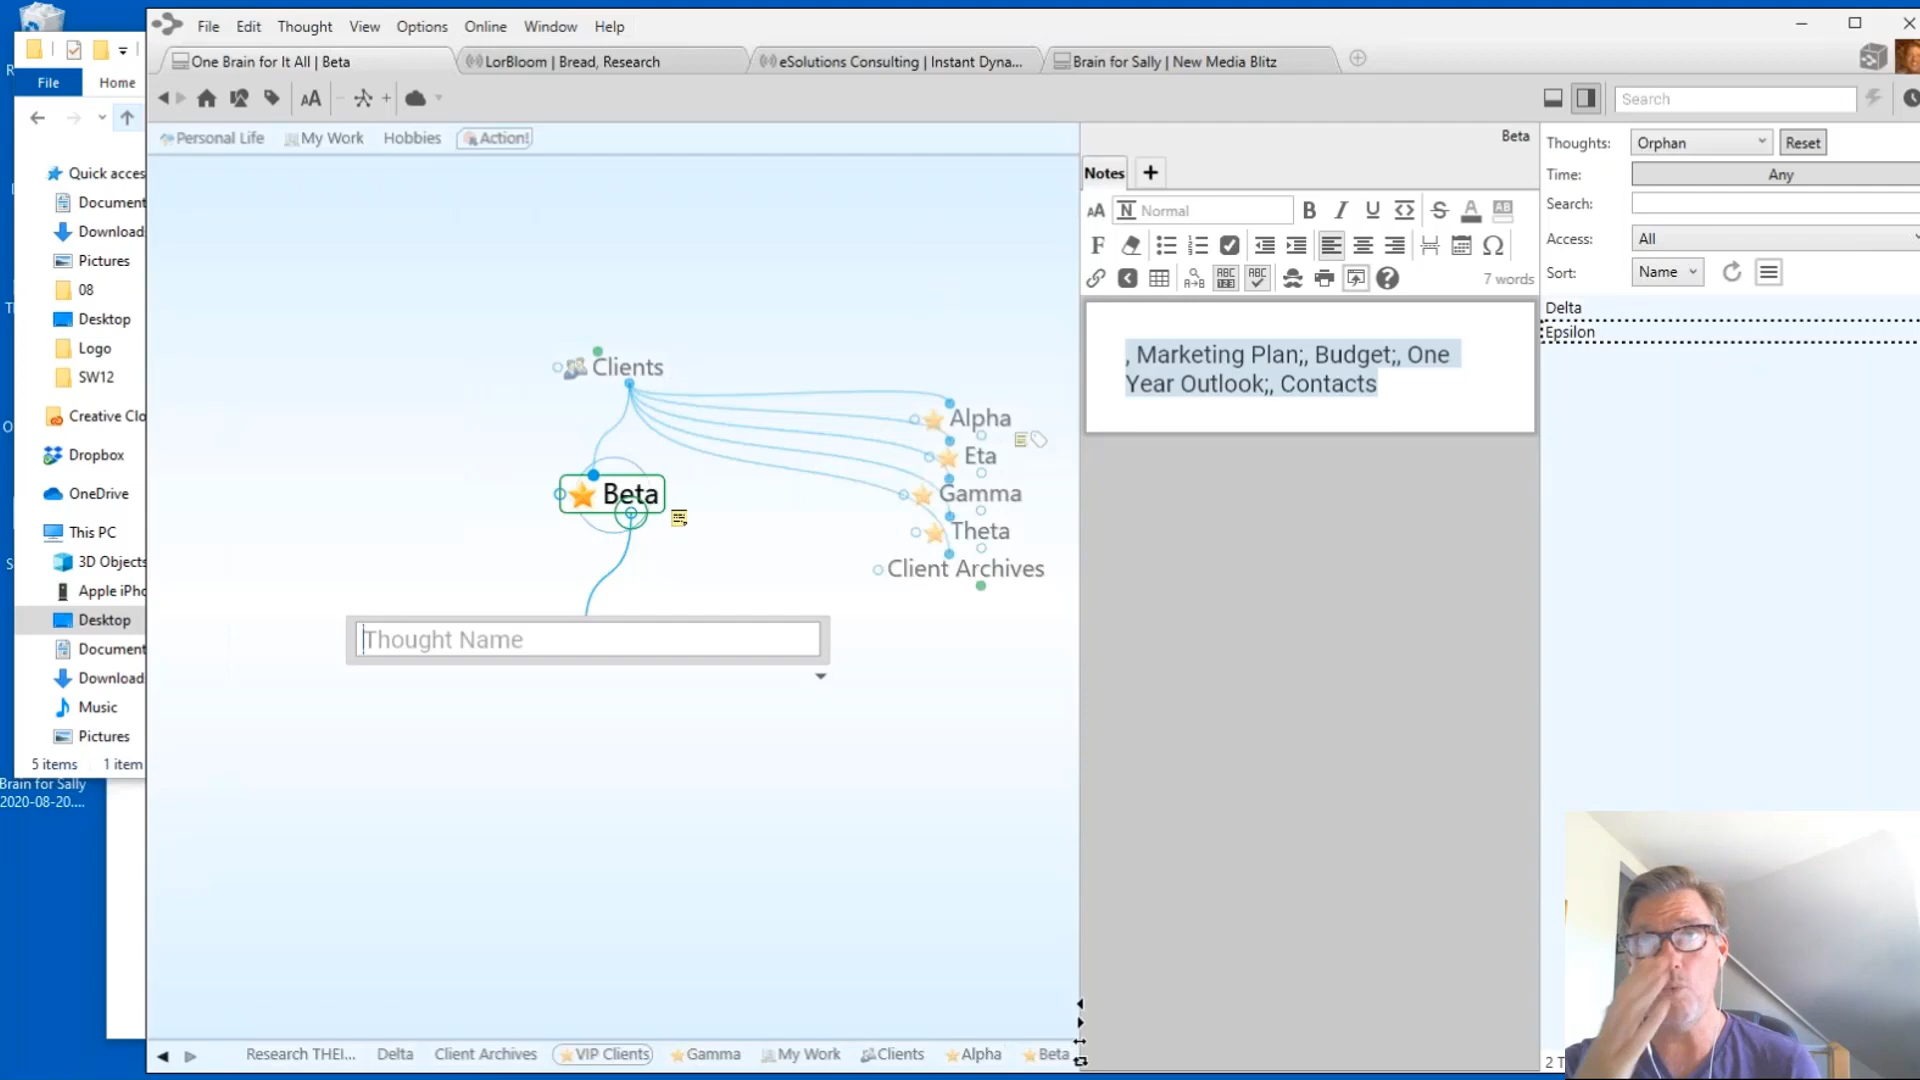 File Edit Thought View Options Online Window Help
One Brain for It All | Beta
LorBloom | Bread, Research
eSolutions Consulting | Instant Dyna...
Brain for Sally | New Media Blitz
File Home
Search
Personal Life My Work Hobbies Action!
Quick acces
Document
Download
Pictures
08
Desktop
Logo
SW12
Creative Clo
Dropbox
OneDrive
This PC
3D Objects
Apple iPho
Desktop
Document
Download
Music
Pictures
5 items 1 item
Brain for Sally
2020-08-20....
Clients
Beta
Alpha
Eta
Gamma
Theta
Client Archives
Thought Name
Beta
Notes
Normal
7 words
, Marketing Plan;, Budget;, One
Year Outlook;, Contacts
Thoughts: Orphan Reset
Time: Any
Search:
Access: All
Sort: Name
Delta
Epsilon
Research THEI... Delta Client Archives VIP Clients Gamma My Work Clients Alpha Beta
2 T